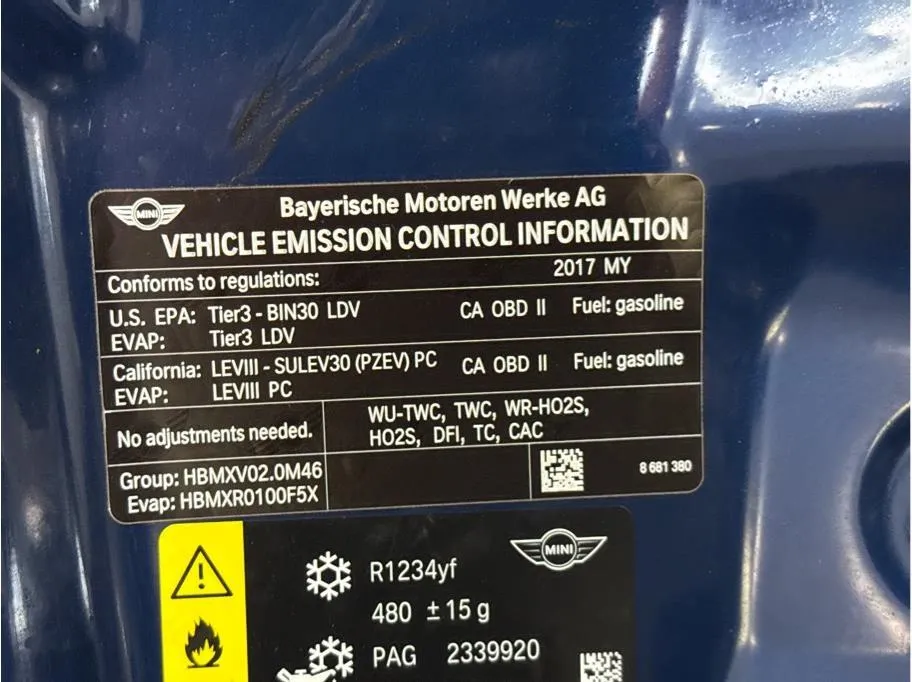 MINI
Bayerische Motoren Werke AG
VEHICLE EMISSION CONTROL INFORMATION
Conforms to regulations: 2017 MY
U.S. EPA: Tier3 - BIN30 LDV CA OBD II Fuel: gasoline
EVAP: Tier3 LDV
California: LEVIII - SULEV30 (PZEV) PC CA OBD II Fuel: gasoline
EVAP: LEVIII PC
No adjustments needed.
WU-TWC, TWC, WR-HO2S,
HO2S, DFI, TC, CAC
Group: HBMXV02.0M46
Evap: HBMXR0100F5X
8 681 380
MINI
R1234yf
480 ± 15 g
PAG 2339920